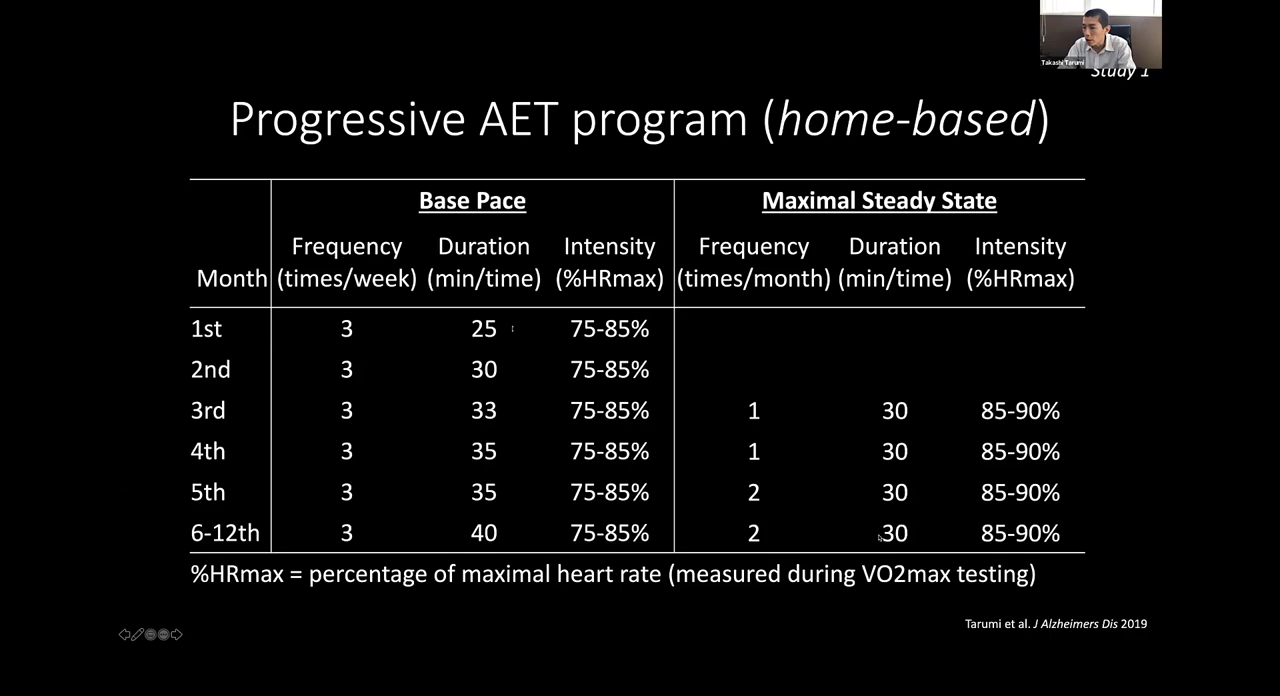 Takashi Tarumi
Study 1
Progressive AET program (home-based)
Base Pace Maximal Steady State
Frequency Duration Intensity Frequency Duration Intensity
Month (times/week) (min/time) (%HRmax) (times/month) (min/time) (%HRmax)
1st 3 25 75-85%
2nd 3 30 75-85%
3rd 3 33 75-85% 1 30 85-90%
4th 3 35 75-85% 1 30 85-90%
5th 3 35 75-85% 2 30 85-90%
6-12th 3 40 75-85% 2 30 85-90%
%HRmax = percentage of maximal heart rate (measured during VO2max testing)
Tarumi et al. J Alzheimers Dis 2019